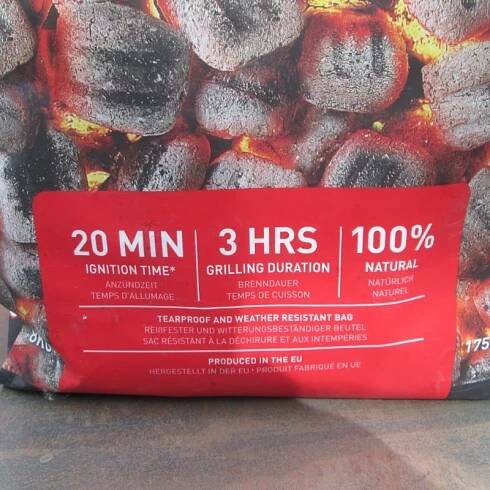 20 MIN
IGNITION TIME*
ANZÜNDZEIT
TEMPS D'ALLUMAGE
3 HRS
GRILLING DURATION
BRENNDAUER
TEMPS DE CUISSON
100%
NATURAL
NATÜRLICH
NATUREL
TEARPROOF AND WEATHER RESISTANT BAG
REIẞFESTER UND WITTERUNGSBESTÄNDIGER BEUTEL
SAC RÉSISTANT À LA DÉCHIRURE ET AUX INTEMPÉRIES
PRODUCED IN THE EU
HERGESTELLT IN DER EU • PRODUIT FABRIQUÉ EN UE